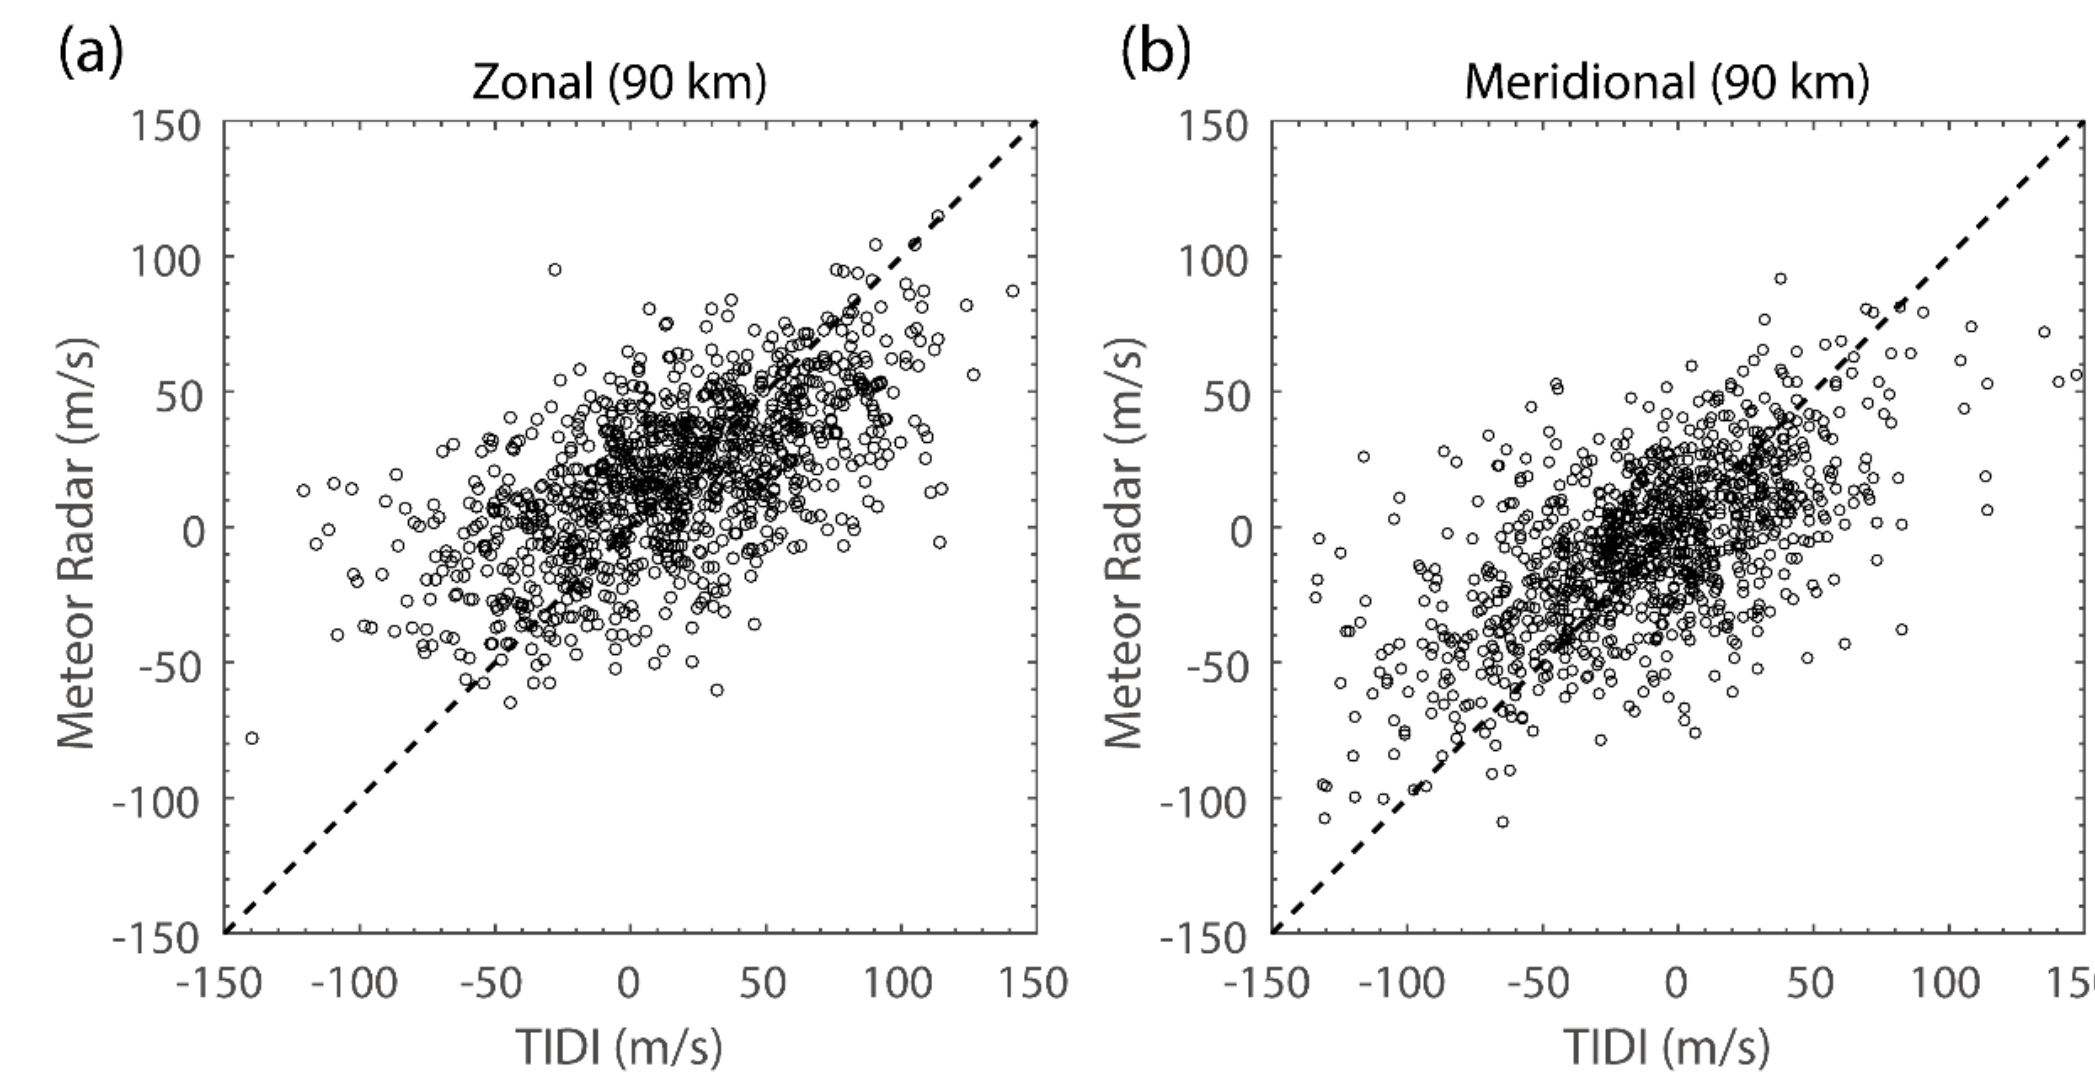 (a)
Zonal (90 km)
150
100
50
0
-50
-100
-150
-150 -100 -50 0 50 100 150
Meteor Radar (m/s)
TIDI (m/s)
(b)
Meridional (90 km)
150
100
50
0
-50
-100
-150
-150 -100 -50 0 50 100
Meteor Radar (m/s)
TIDI (m/s)